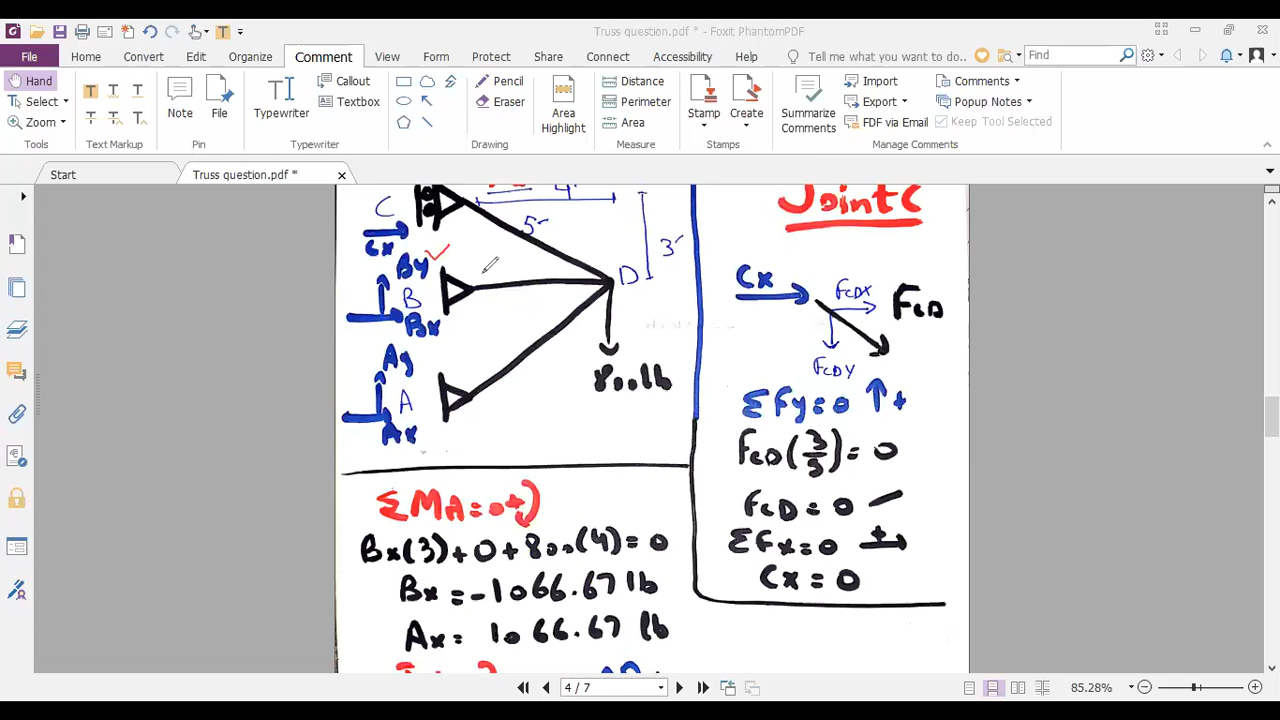 Truss question.pdf * - Foxit PhantomPDF
File Home Convert Edit Organize Comment View Form Protect Share Connect Accessibility Help Tell me what you want to do... Find
Hand
Select
Zoom
Tools
Text Markup
Note
File
Pin
Typewriter
Callout
Textbox
Typewriter
Pencil
Eraser
Drawing
Area Highlight
Distance
Perimeter
Area
Measure
Stamp
Create
Stamps
Summarize Comments
Import
Export
FDF via Email
Comments
Popup Notes
Keep Tool Selected
Manage Comments
Start
Truss question.pdf *
4'
C
Cx
5'
3'
By
B
Bx
D
Ay
A
Ax
800lb
ΣMA=0+
Bx(3)+0+800(4)=0
Bx=-1066.67 lb
Ax= 1066.67 lb
Joint C
Cx
FCDX
FCD
FCDY
ΣFy=0 ↑+
FCD(3/5)=0
FCD=0
ΣFx=0 +→
Cx=0
4 / 7
85.28%